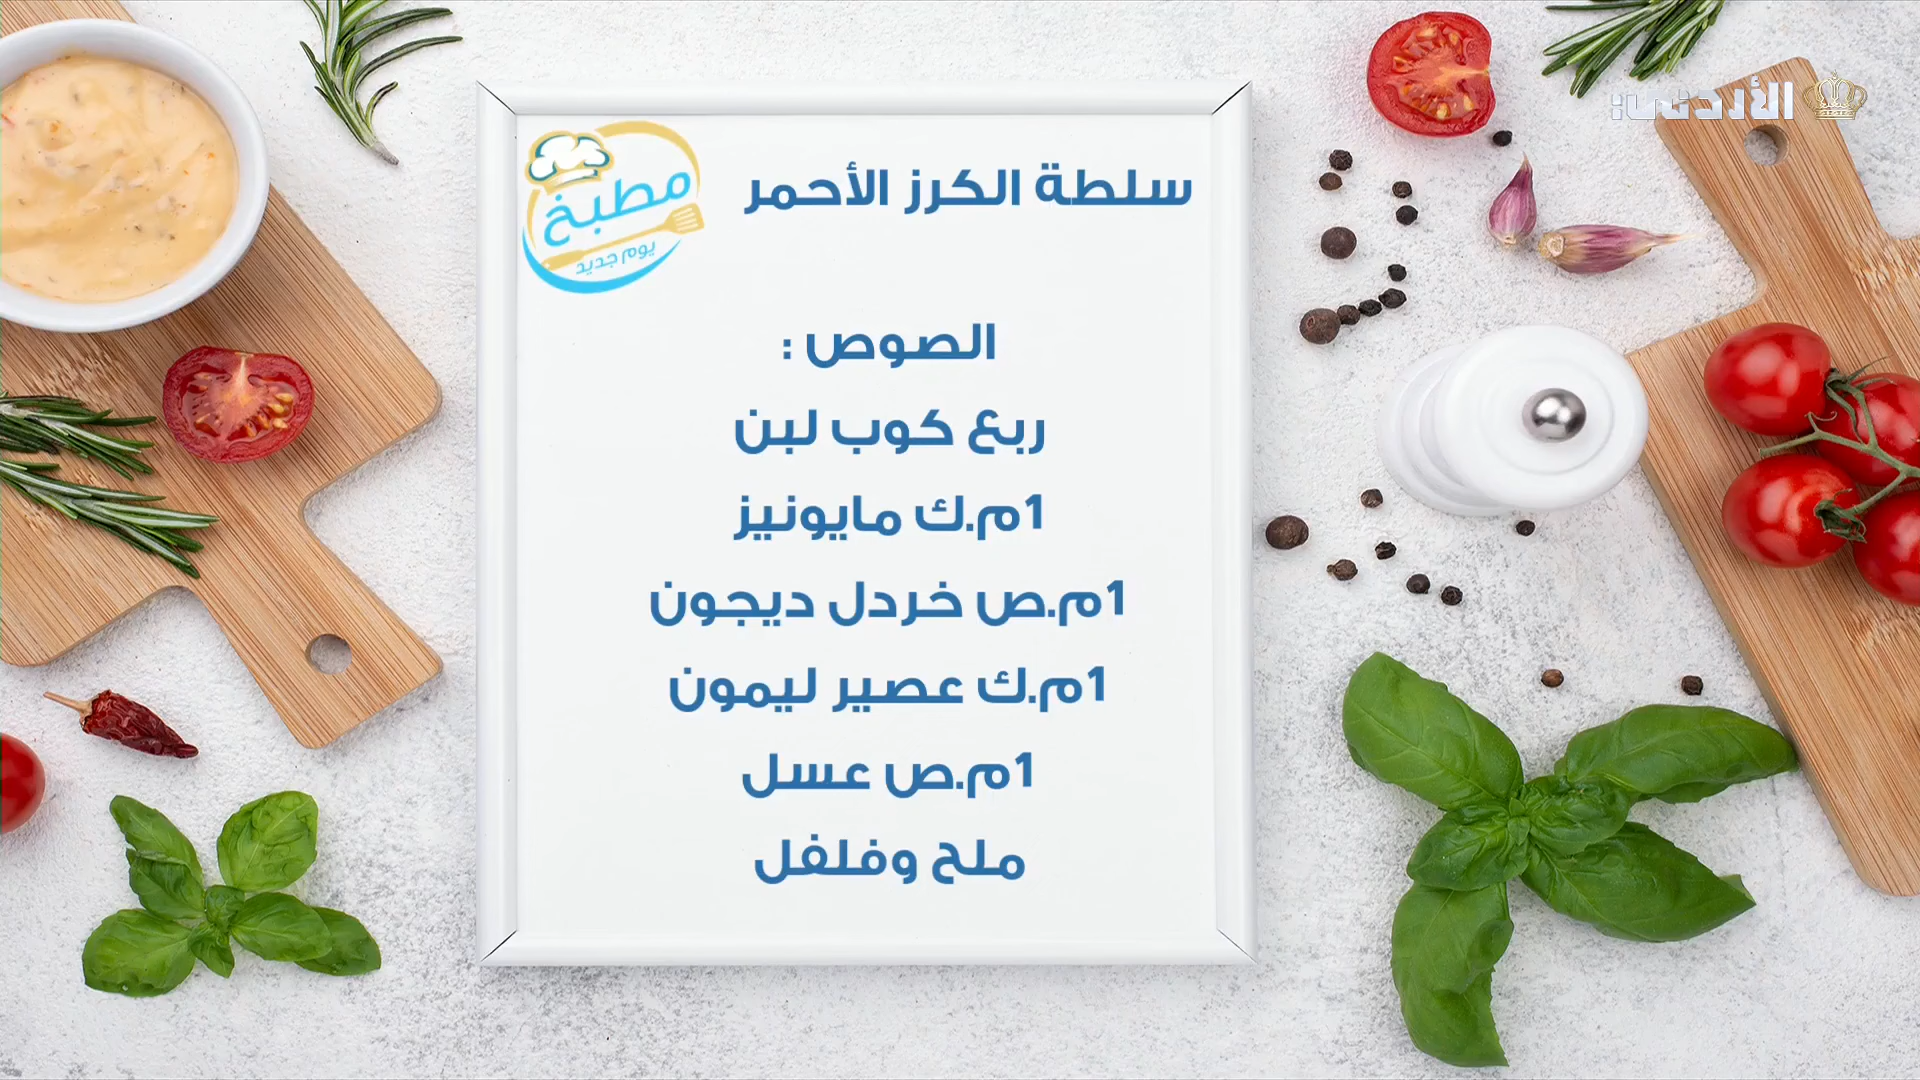 الأردني
سلطة الكرز الأحمر
مطبخ
يوم جديد
الصوص :
ربع كوب لبن
1م.ك مايونيز
1م.ص خردل ديجون
1م.ك عصير ليمون
1م.ص عسل
ملح وفلفل